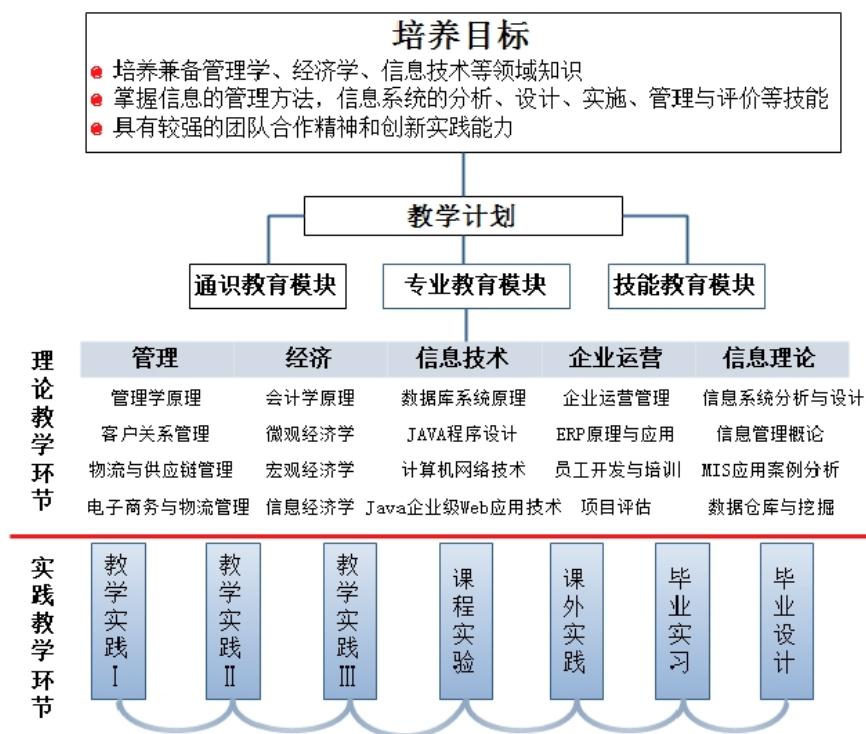 培养目标
培养兼备管理学、经济学、信息技术等领域知识
掌握信息的管理方法，信息系统的分析、设计、实施、管理与评价等技能
具有较强的团队合作精神和创新实践能力
教学计划
通识教育模块 专业教育模块 技能教育模块
理论教学环节
管理 经济 信息技术 企业运营 信息理论
管理学原理 会计学原理 数据库系统原理 企业运营管理 信息系统分析与设计
客户关系管理 微观经济学 JAVA程序设计 ERP原理与应用 信息管理概论
物流与供应链管理 宏观经济学 计算机网络技术 员工开发与培训 MIS应用案例分析
电子商务与物流管理 信息经济学 Java企业级Web应用技术 项目评估 数据仓库与挖掘
实践教学环节
教学实践Ⅰ
教学实践Ⅱ
教学实践Ⅲ
课程实验
课外实践
毕业实习
毕业设计